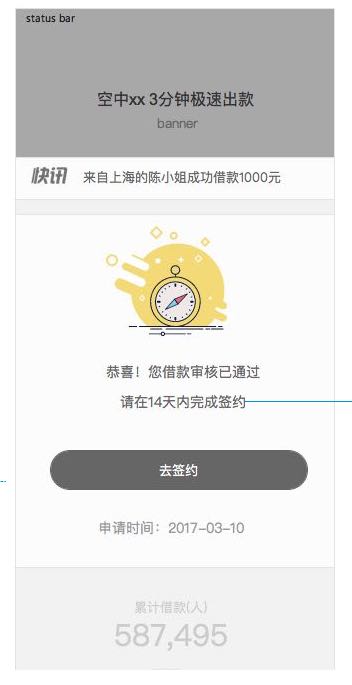 status bar
空中xx 3分钟极速出款
banner
快讯 来自上海的陈小姐成功借款1000元
恭喜！您借款审核已通过
请在14天内完成签约
去签约
申请时间：2017-03-10
累计借款(人)
587,495